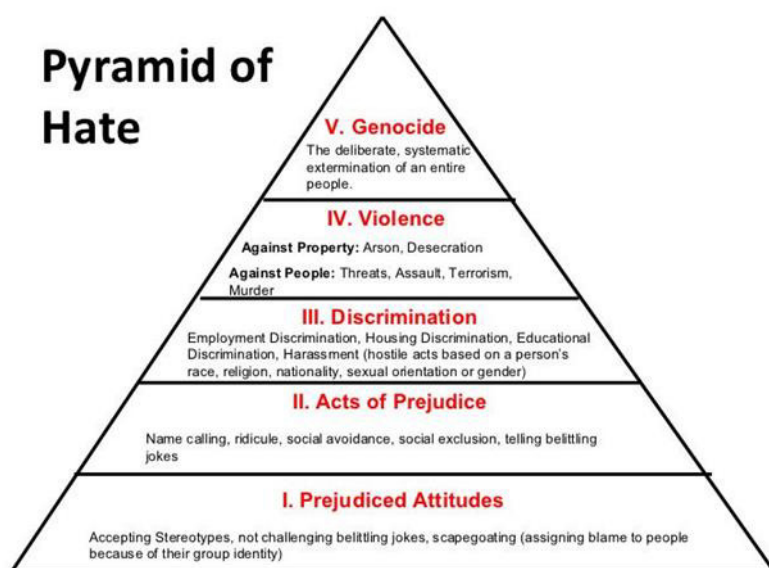 Pyramid of
Hate
V. Genocide
The deliberate, systematic
extermination of an entire
people.
IV. Violence
Against Property: Arson, Desecration
Against People: Threats, Assault, Terrorism,
Murder
III. Discrimination
Employment Discrimination, Housing Discrimination, Educational
Discrimination, Harassment (hostile acts based on a person's
race, religion, nationality, sexual orientation or gender)
II. Acts of Prejudice
Name calling, ridicule, social avoidance, social exclusion, telling belittling
jokes
I. Prejudiced Attitudes
Accepting Stereotypes, not challenging belittling jokes, scapegoating (assigning blame to people
because of their group identity)